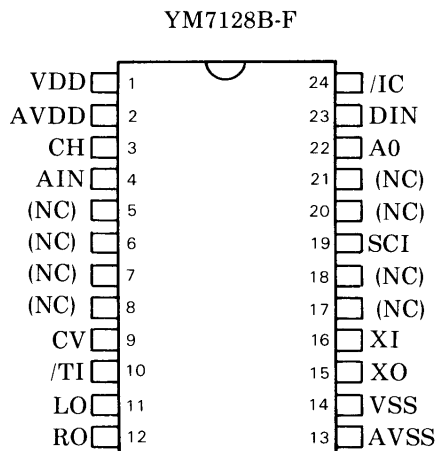 YM7128B-F
VDD 1 24 /IC
AVDD 2 23 DIN
CH 3 22 A0
AIN 4 21 (NC)
(NC) 5 20 (NC)
(NC) 6 19 SCI
(NC) 7 18 (NC)
(NC) 8 17 (NC)
CV 9 16 XI
/TI 10 15 XO
LO 11 14 VSS
RO 12 13 AVSS